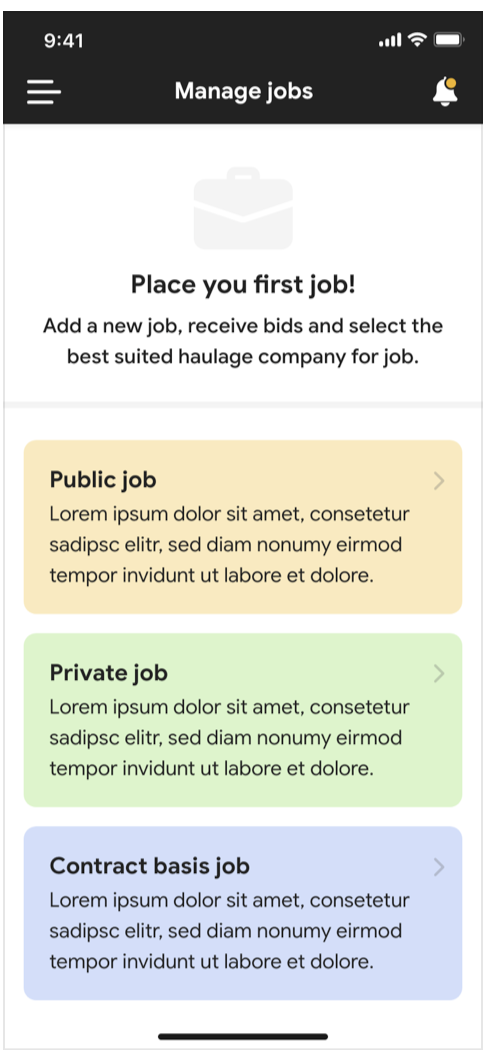 9:41
Manage jobs
Place you first job!
Add a new job, receive bids and select the
best suited haulage company for job.
Public job
Lorem ipsum dolor sit amet, consetetur
sadipsc elitr, sed diam nonumy eirmod
tempor invidunt ut labore et dolore.
Private job
Lorem ipsum dolor sit amet, consetetur
sadipsc elitr, sed diam nonumy eirmod
tempor invidunt ut labore et dolore.
Contract basis job
Lorem ipsum dolor sit amet, consetetur
sadipsc elitr, sed diam nonumy eirmod
tempor invidunt ut labore et dolore.